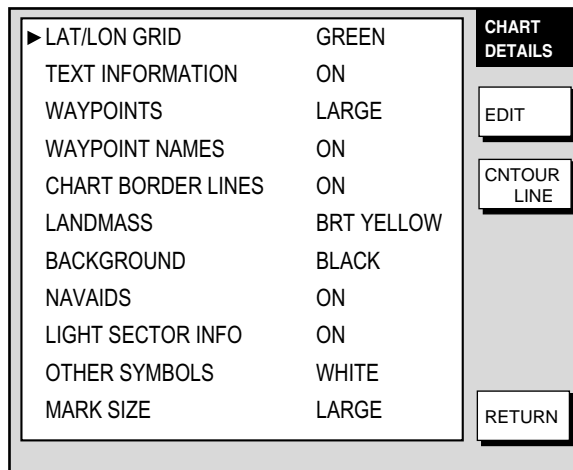 ►LAT/LON GRID GREEN
TEXT INFORMATION ON
WAYPOINTS LARGE
WAYPOINT NAMES ON
CHART BORDER LINES ON
LANDMASS BRT YELLOW
BACKGROUND BLACK
NAVAIDS ON
LIGHT SECTOR INFO ON
OTHER SYMBOLS WHITE
MARK SIZE LARGE
CHART
DETAILS
EDIT
CNTOUR
LINE
RETURN